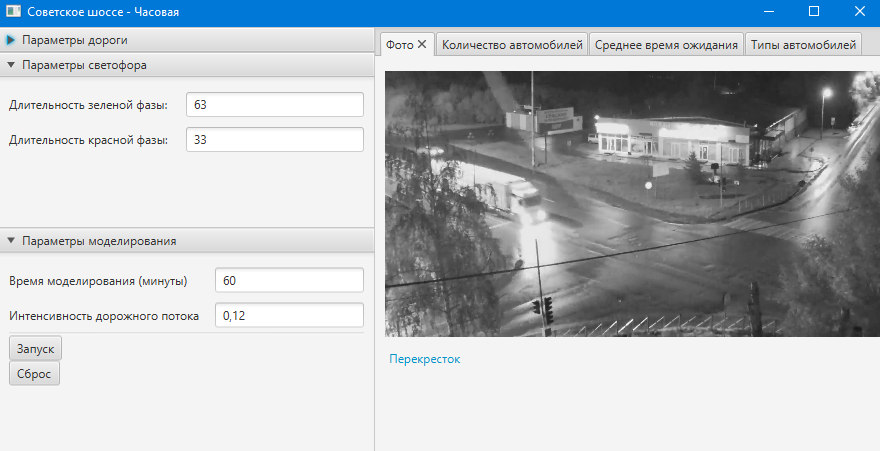 Советское шоссе - Часовая
Параметры дороги
Параметры светофора
Длительность зеленой фазы: 63
Длительность красной фазы: 33
Параметры моделирования
Время моделирования (минуты) 60
Интенсивность дорожного потока 0,12
Запуск
Сброс
Фото Количество автомобилей Среднее время ожидания Типы автомобилей
Перекресток